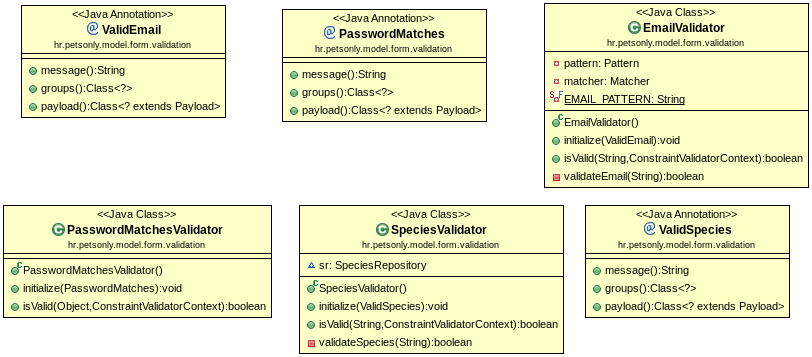 <<Java Annotation>>
ValidEmail
hr.petsonly.model.form.validation
message():String
groups():Class<?>
payload():Class<? extends Payload>
<<Java Annotation>>
PasswordMatches
hr.petsonly.model.form.validation
message():String
groups():Class<?>
payload():Class<? extends Payload>
<<Java Class>>
EmailValidator
hr.petsonly.model.form.validation
pattern: Pattern
matcher: Matcher
EMAIL_PATTERN: String
EmailValidator()
initialize(ValidEmail):void
isValid(String,ConstraintValidatorContext):boolean
validateEmail(String):boolean
<<Java Class>>
PasswordMatchesValidator
hr.petsonly.model.form.validation
PasswordMatchesValidator()
initialize(PasswordMatches):void
isValid(Object,ConstraintValidatorContext):boolean
<<Java Class>>
SpeciesValidator
hr.petsonly.model.form.validation
sr: SpeciesRepository
SpeciesValidator()
initialize(ValidSpecies):void
isValid(String,ConstraintValidatorContext):boolean
validateSpecies(String):boolean
<<Java Annotation>>
ValidSpecies
hr.petsonly.model.form.validation
message():String
groups():Class<?>
payload():Class<? extends Payload>